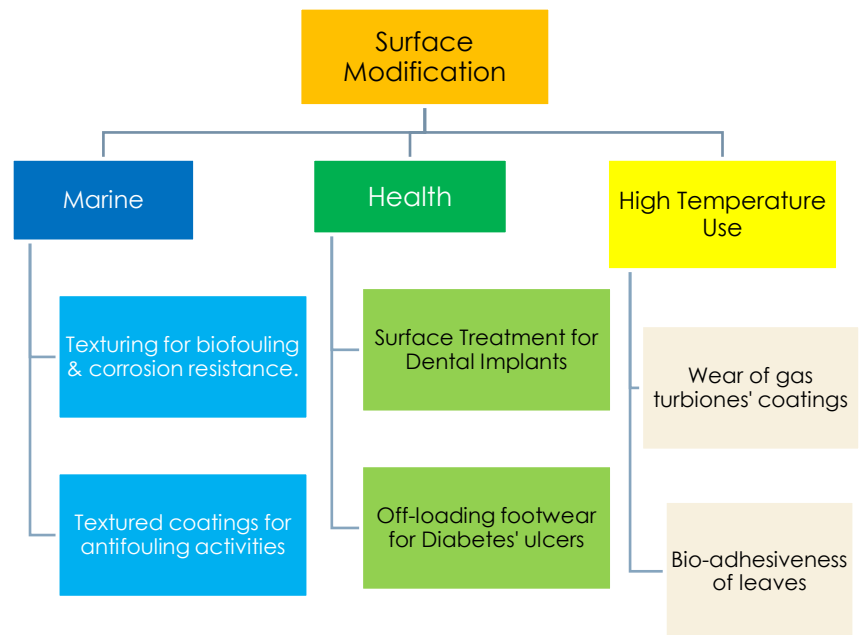 Surface
Modification
Marine
Health
High Temperature
Use
Texturing for biofouling
& corrosion resistance.
Surface Treatment for
Dental Implants
Wear of gas
turbiones' coatings
Textured coatings for
antifouling activities
Off-loading footwear
for Diabetes' ulcers
Bio-adhesiveness
of leaves